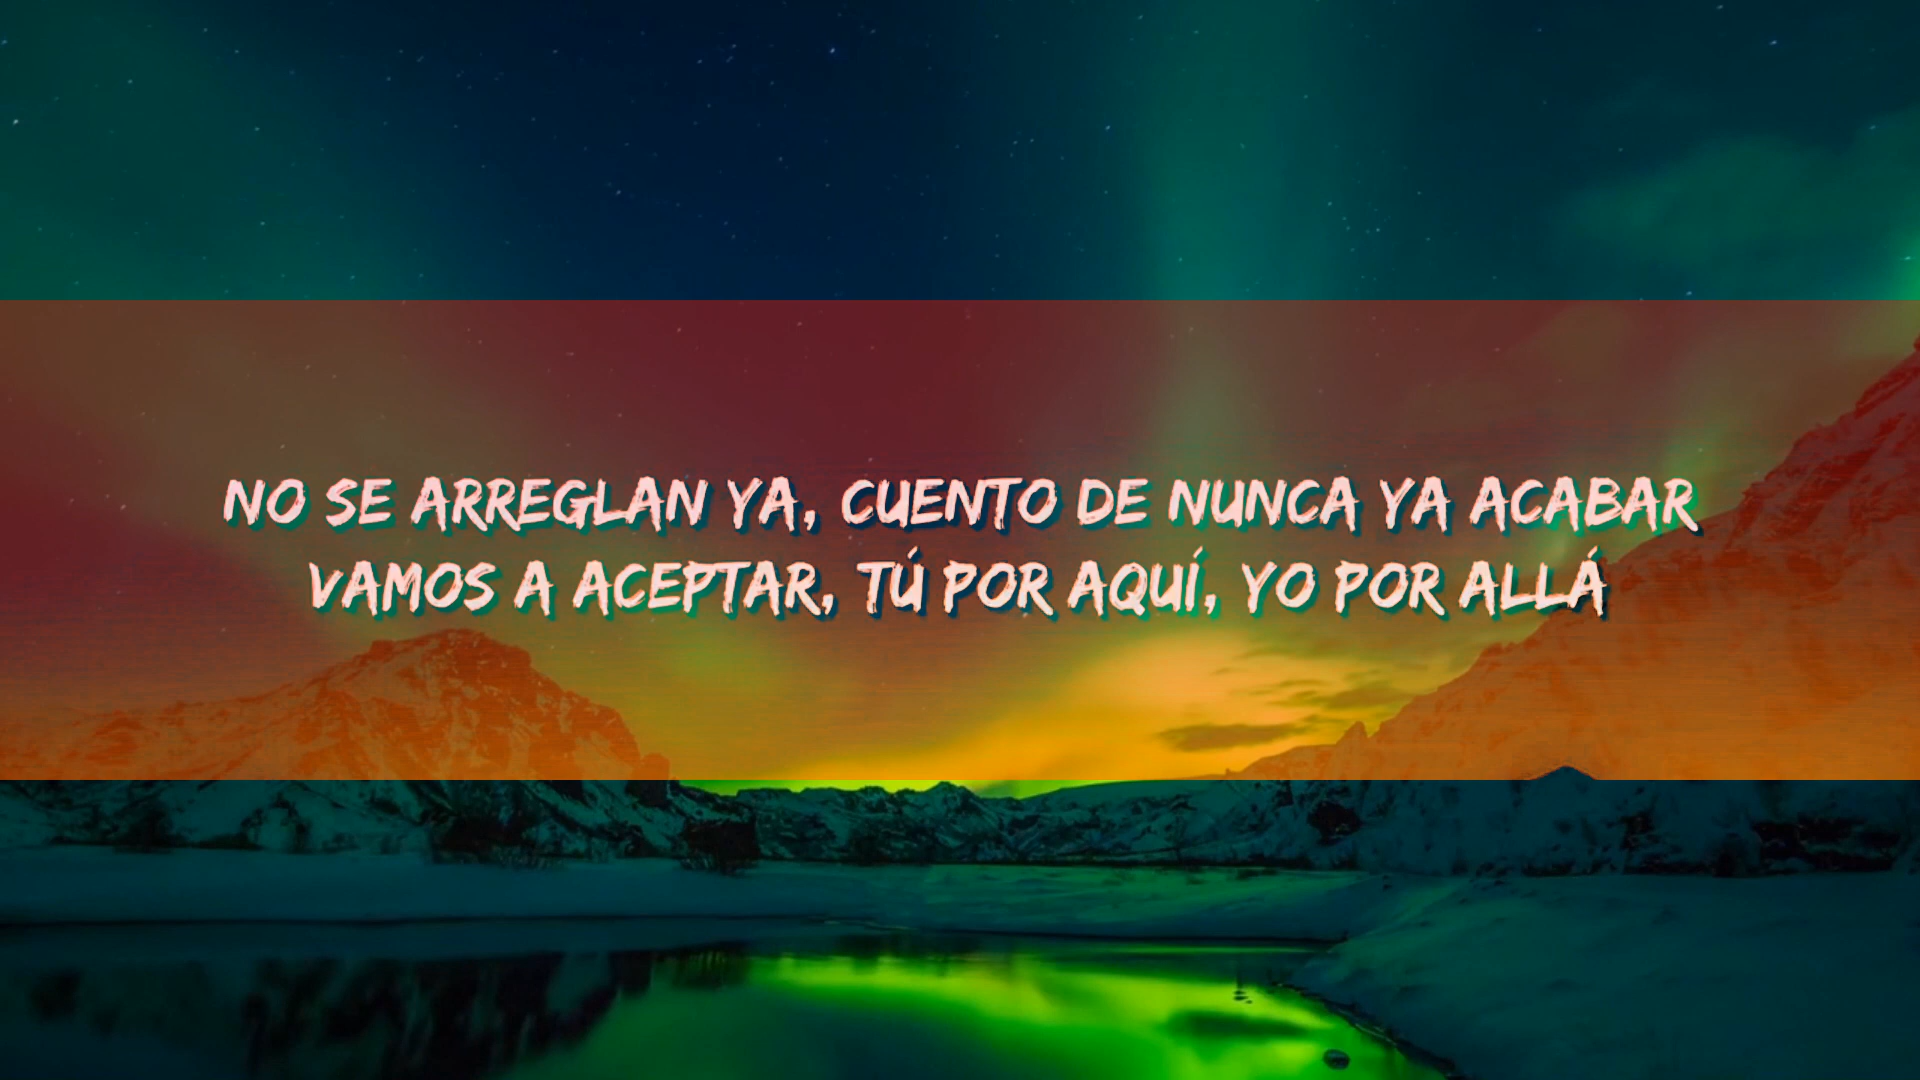 NO SE ARREGLAN YA, CUENTO DE NUNCA YA ACABAR
VAMOS A ACEPTAR, TÚ POR AQUÍ, YO POR ALLÁ